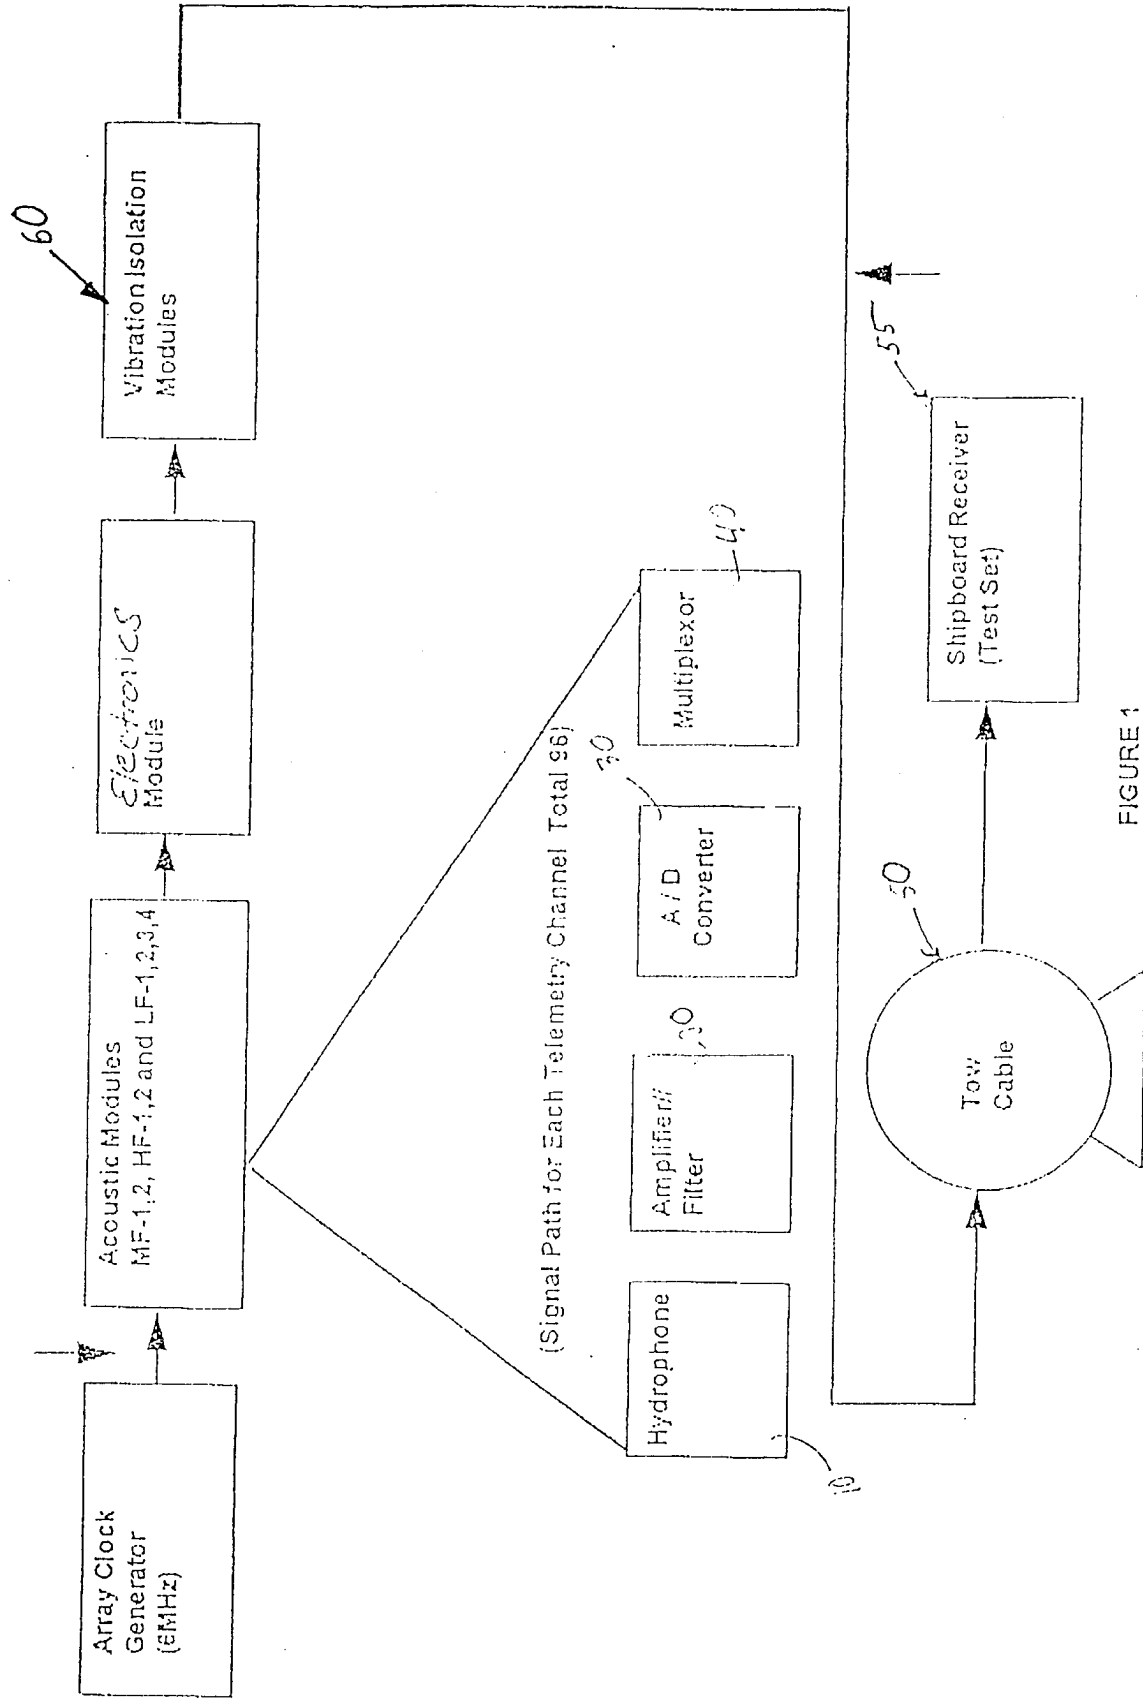 Array Clock
Generator
(6MHz)
Acoustic Modules
MF-1,2, HF-1,2 and LF-1,2,3,4
Electronics
Module
Vibration Isolation
Modules
60
(Signal Path for Each Telemetry Channel Total 96)
Hydrophone
10
Amplifier//
Filter
20
A / D
Converter
30
Multiplexor
40
Tow
Cable
50
Shipboard Receiver
(Test Set)
55
FIGURE 1